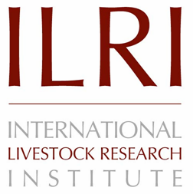 ILRI
INTERNATIONAL
LIVESTOCK RESEARCH
INSTITUTE